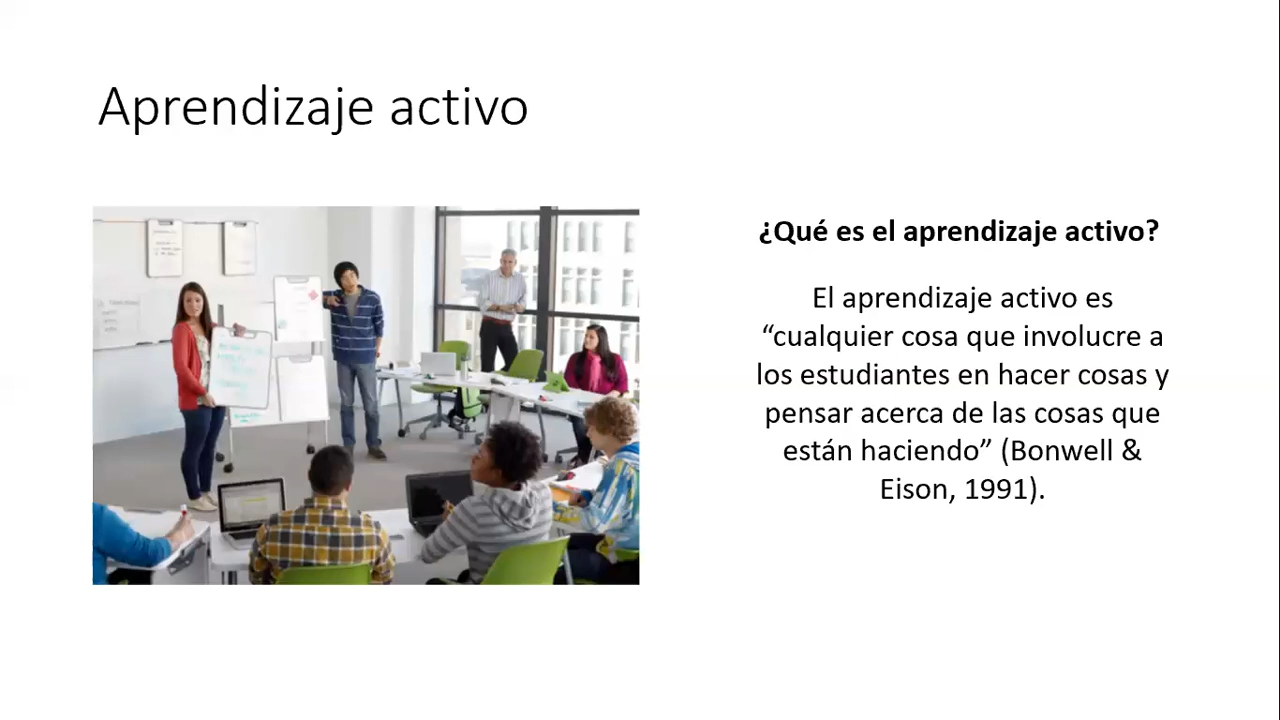 Aprendizaje activo
¿Qué es el aprendizaje activo?
El aprendizaje activo es
“cualquier cosa que involucre a
los estudiantes en hacer cosas y
pensar acerca de las cosas que
están haciendo” (Bonwell &
Eison, 1991).